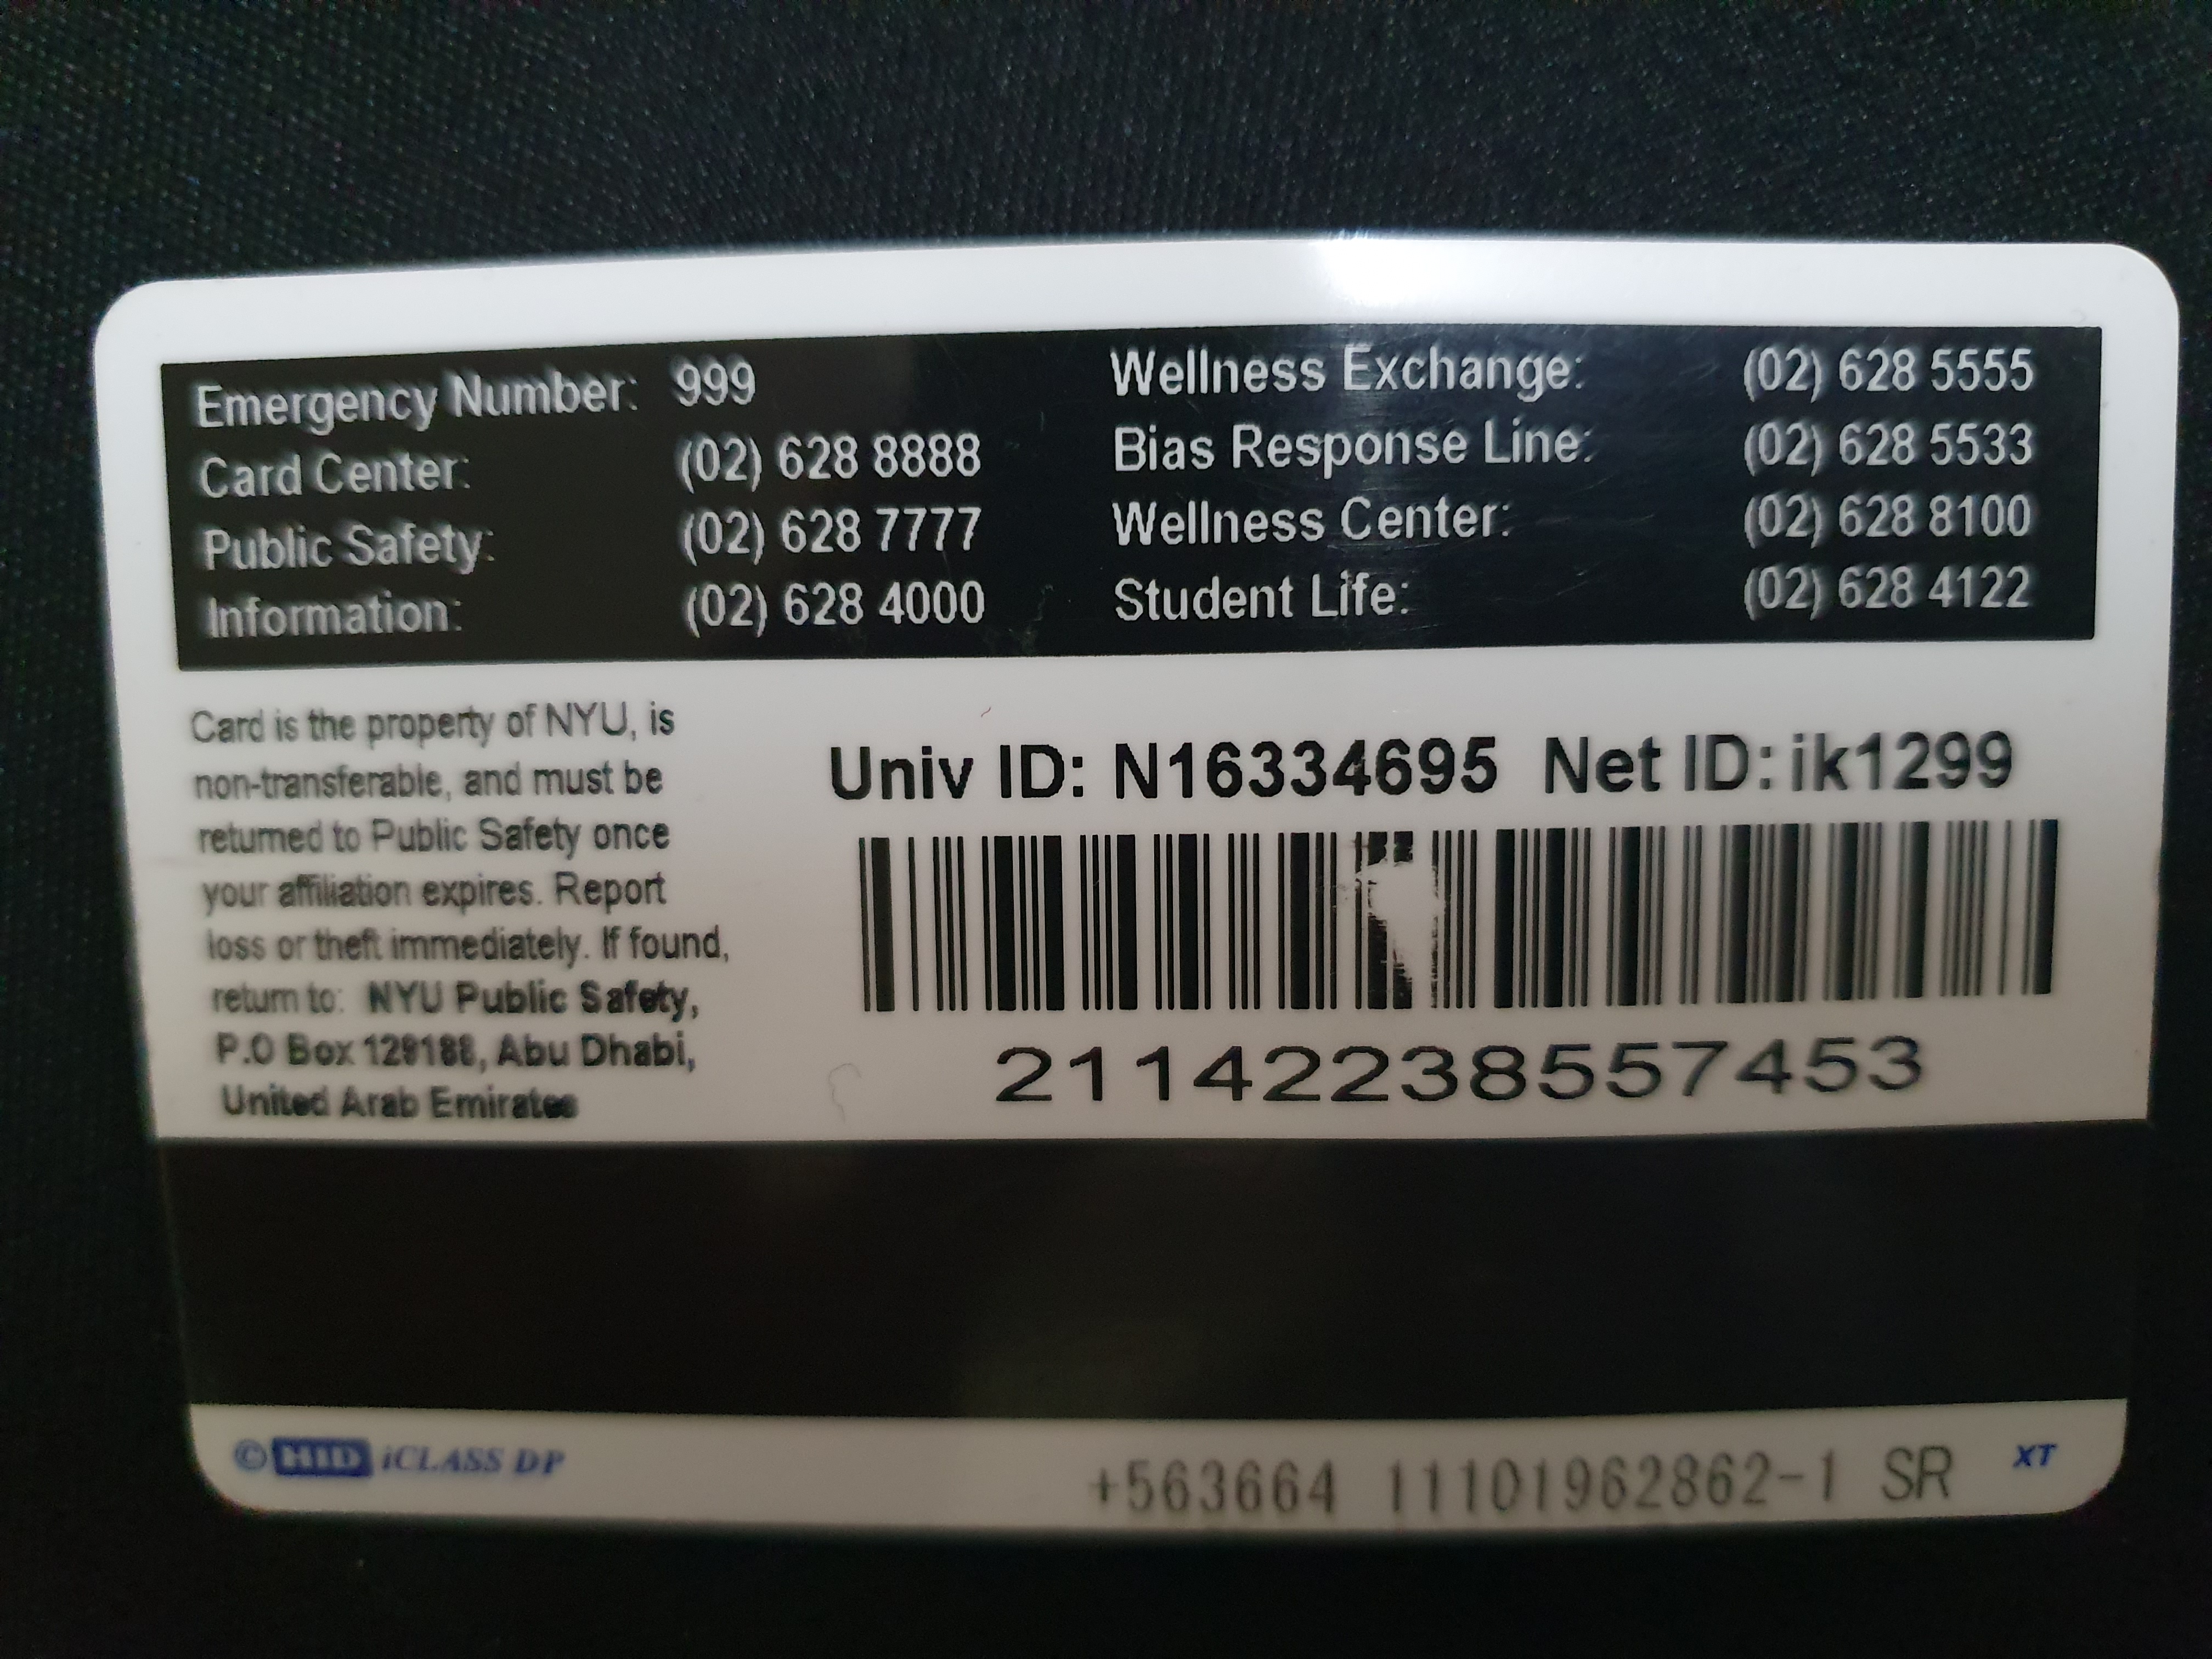 Emergency Number: 999
Card Center: (02) 628 8888
Public Safety: (02) 628 7777
Information: (02) 628 4000
Wellness Exchange: (02) 628 5555
Bias Response Line: (02) 628 5533
Wellness Center: (02) 628 8100
Student Life: (02) 628 4122
Card is the property of NYU, is
non-transferable, and must be
returned to Public Safety once
your affiliation expires. Report
loss or theft immediately. If found,
return to: NYU Public Safety,
P.O Box 129188, Abu Dhabi,
United Arab Emirates
Univ ID: N16334695 Net ID: ik1299
21142238557453
©HID iCLASS DP
+563664 11101962862-1 SR XT